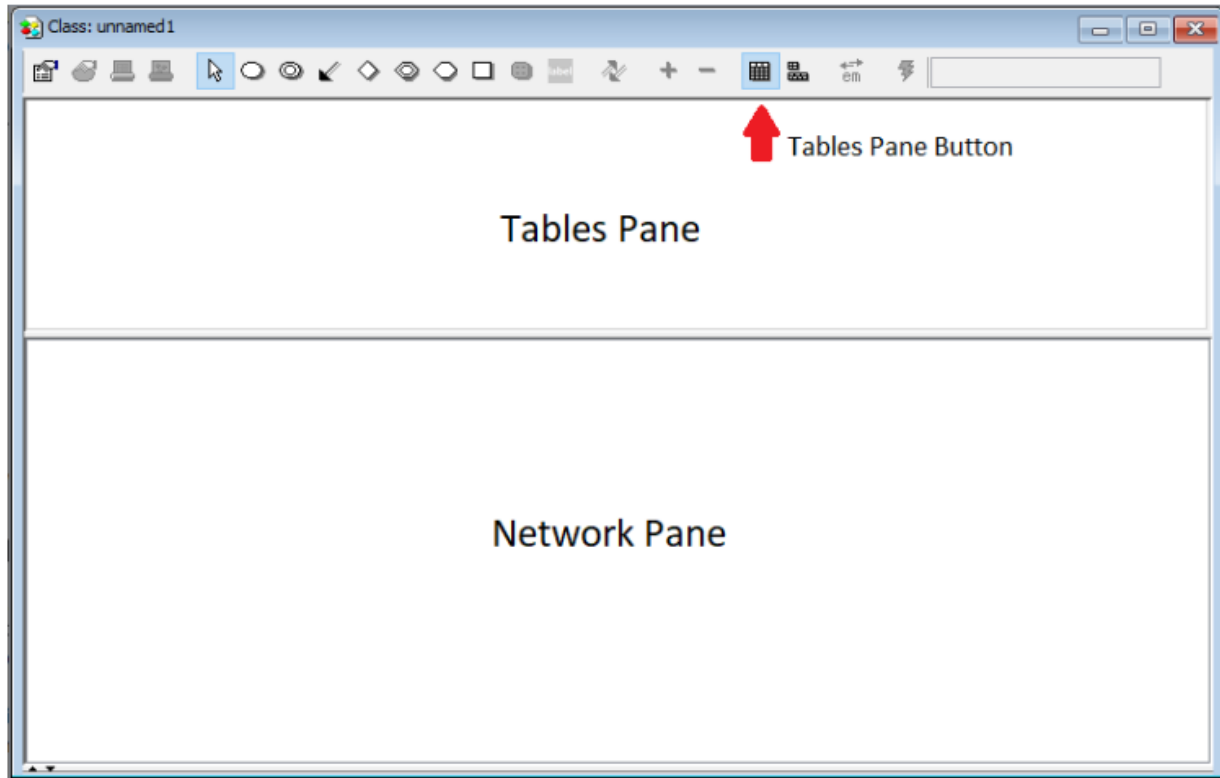 Class: unnamed1
label
em
Tables Pane Button
Tables Pane
Network Pane